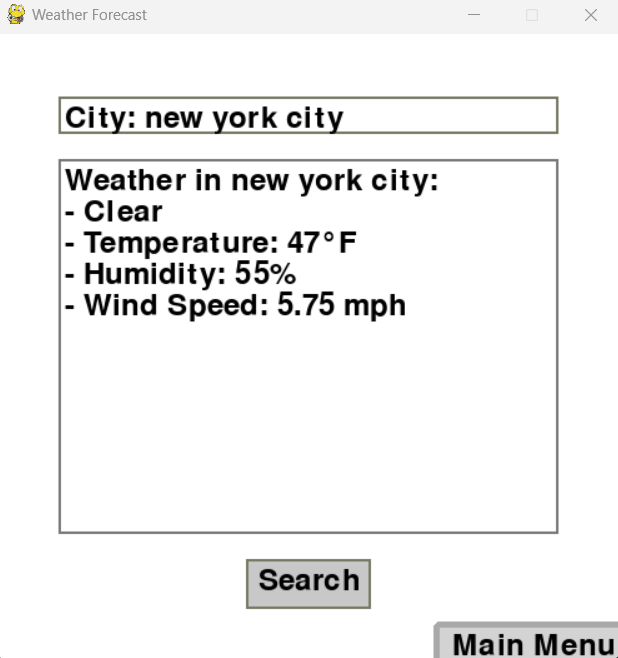 Weather Forecast
City: new york city
Weather in new york city:
- Clear
- Temperature: 47°F
- Humidity: 55%
- Wind Speed: 5.75 mph
Search
Main Menu